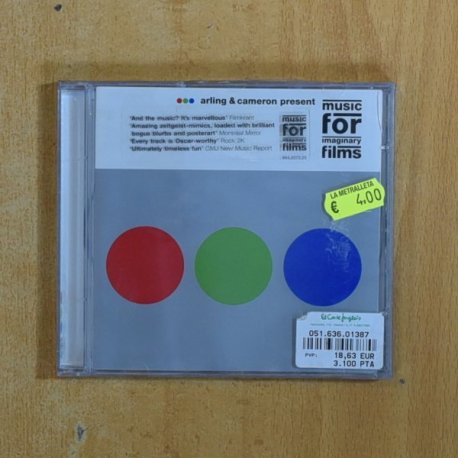 arling & cameron present
music
for
imaginary
films
'And the music? It's marvellous' Filmkrant
'Amazing zeitgeist-mimics, loaded with brilliant
bogus blurbs and posterart' Montreal Mirror
'Every track is Oscar-worthy' Rock 2K
'Ultimately timeless fun' CMJ New Music Report
music
for
imaginary
films
LA METRALLETA
€ 4.00
El Corte Inglés
051.636.01387
PVP: 18,63 EUR
3.100 PTA